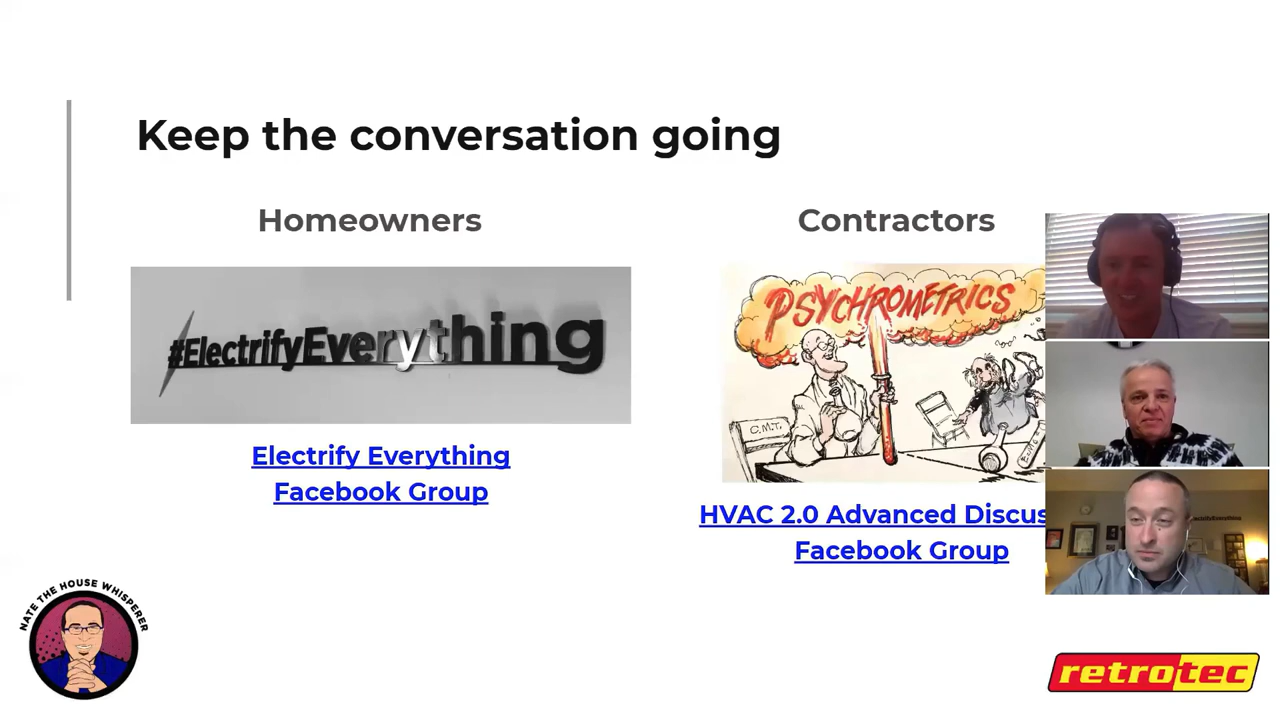 Keep the conversation going
Homeowners
Contractors
#ElectrifyEverything
PSYCHROMETRICS
C.M.T.
Electrify Everything
Facebook Group
HVAC 2.0 Advanced Discus
Facebook Group
NATE THE HOUSE WHISPERER
retrotec